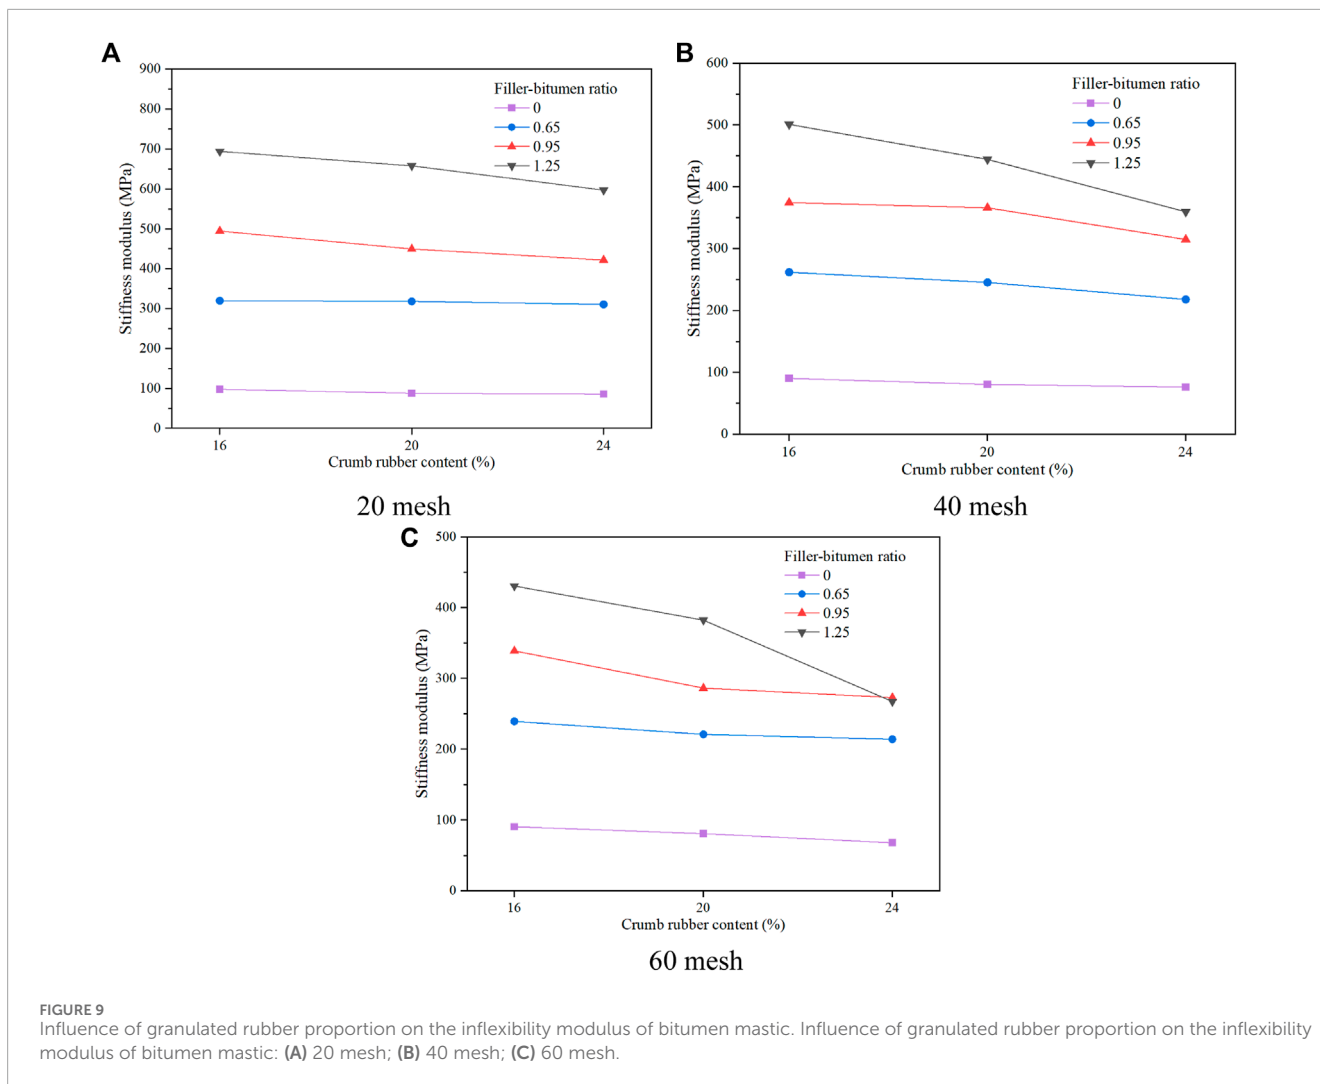 A
900
800
700
600
500
400
300
200
100
0
Stiffness modulus (MPa)
Filler-bitumen ratio
0
0.65
0.95
1.25
16
20
24
Crumb rubber content (%)
20 mesh
B
600
500
400
300
200
100
0
Stiffness modulus (MPa)
Filler-bitumen ratio
0
0.65
0.95
1.25
16
20
24
Crumb rubber content (%)
40 mesh
C
500
400
300
200
100
0
Stiffness modulus (MPa)
Filler-bitumen ratio
0
0.65
0.95
1.25
16
20
24
Crumb rubber content (%)
60 mesh
FIGURE 9
Influence of granulated rubber proportion on the inflexibility modulus of bitumen mastic. Influence of granulated rubber proportion on the inflexibility
modulus of bitumen mastic: (A) 20 mesh; (B) 40 mesh; (C) 60 mesh.